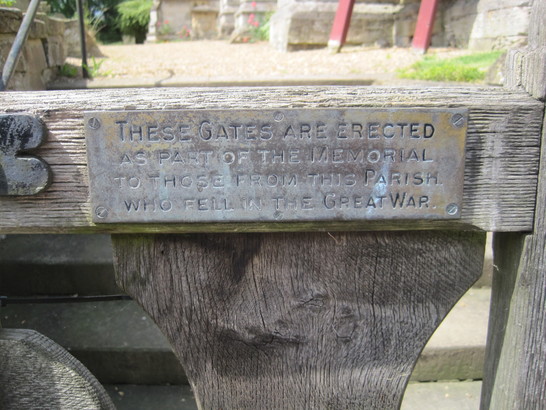 THESE GATES ARE ERECTED
AS PART OF THE MEMORIAL
TO THOSE FROM THIS PARISH.
WHO FELL IN THE GREAT WAR.